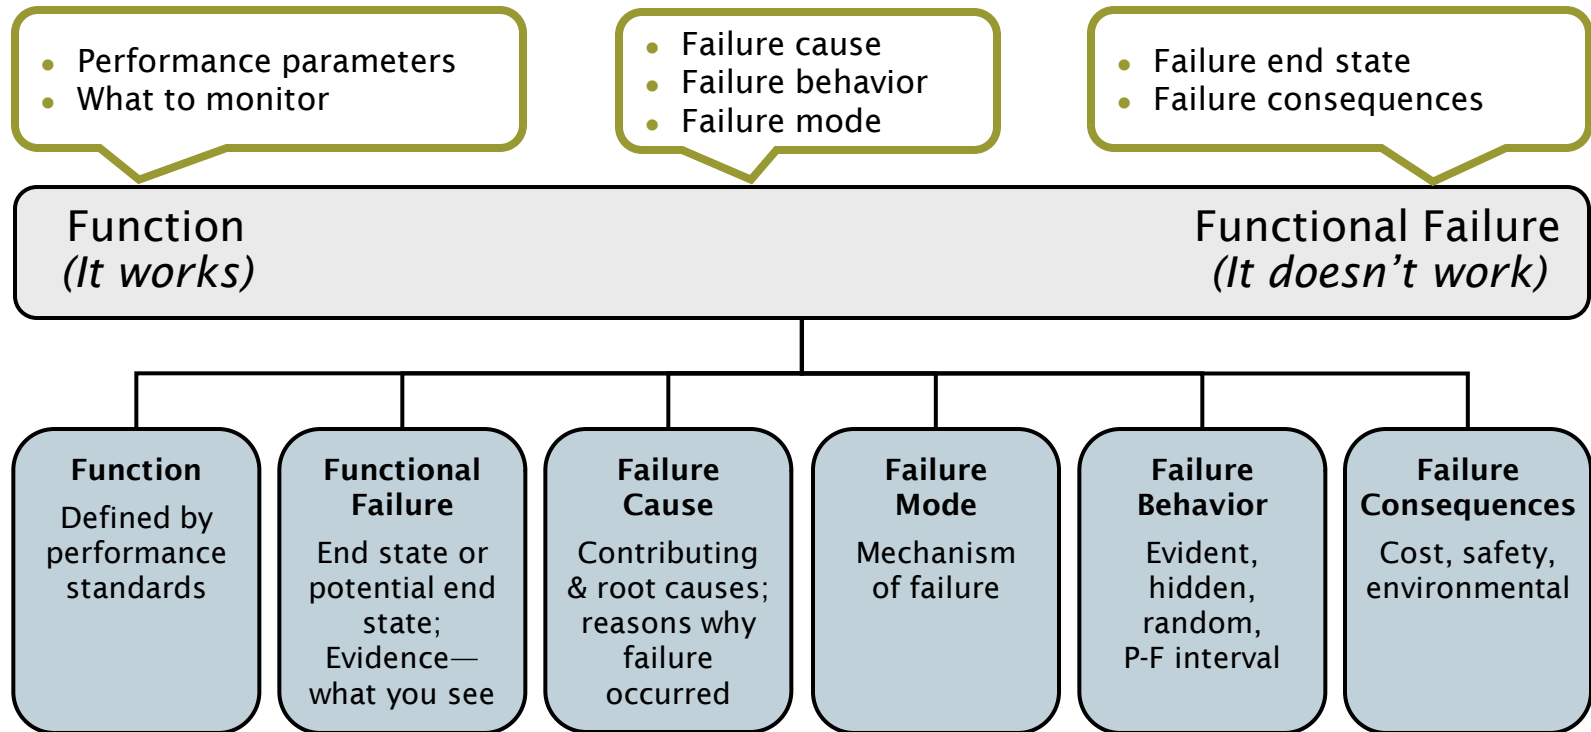 • Performance parameters
• What to monitor
• Failure cause
• Failure behavior
• Failure mode
• Failure end state
• Failure consequences
Function
(It works)
Functional Failure
(It doesn’t work)
Function
Defined by
performance
standards
Functional
Failure
End state or
potential end
state;
Evidence—
what you see
Failure
Cause
Contributing
& root causes;
reasons why
failure
occurred
Failure
Mode
Mechanism
of failure
Failure
Behavior
Evident,
hidden,
random,
P-F interval
Failure
Consequences
Cost, safety,
environmental